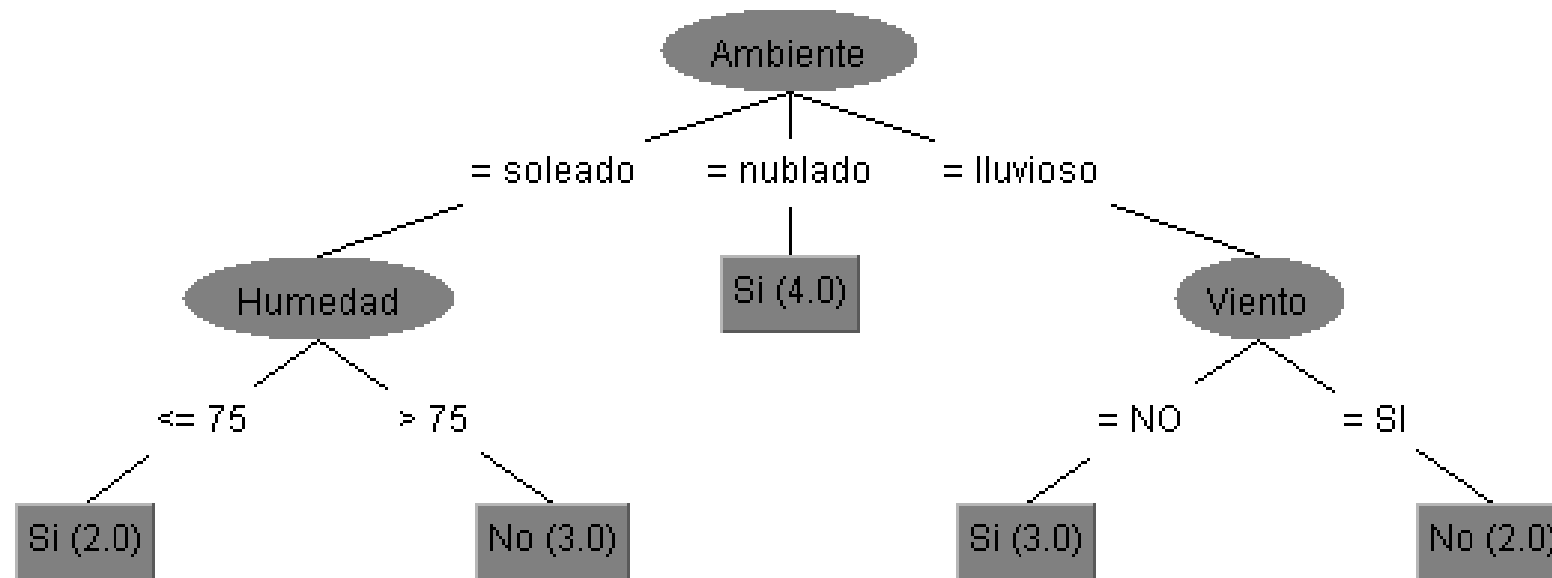 Ambiente
= soleado = nublado = lluvioso
Humedad Si (4.0) Viento
<= 75 > 75 = NO = SI
Si (2.0) No (3.0) Si (3.0) No (2.0)